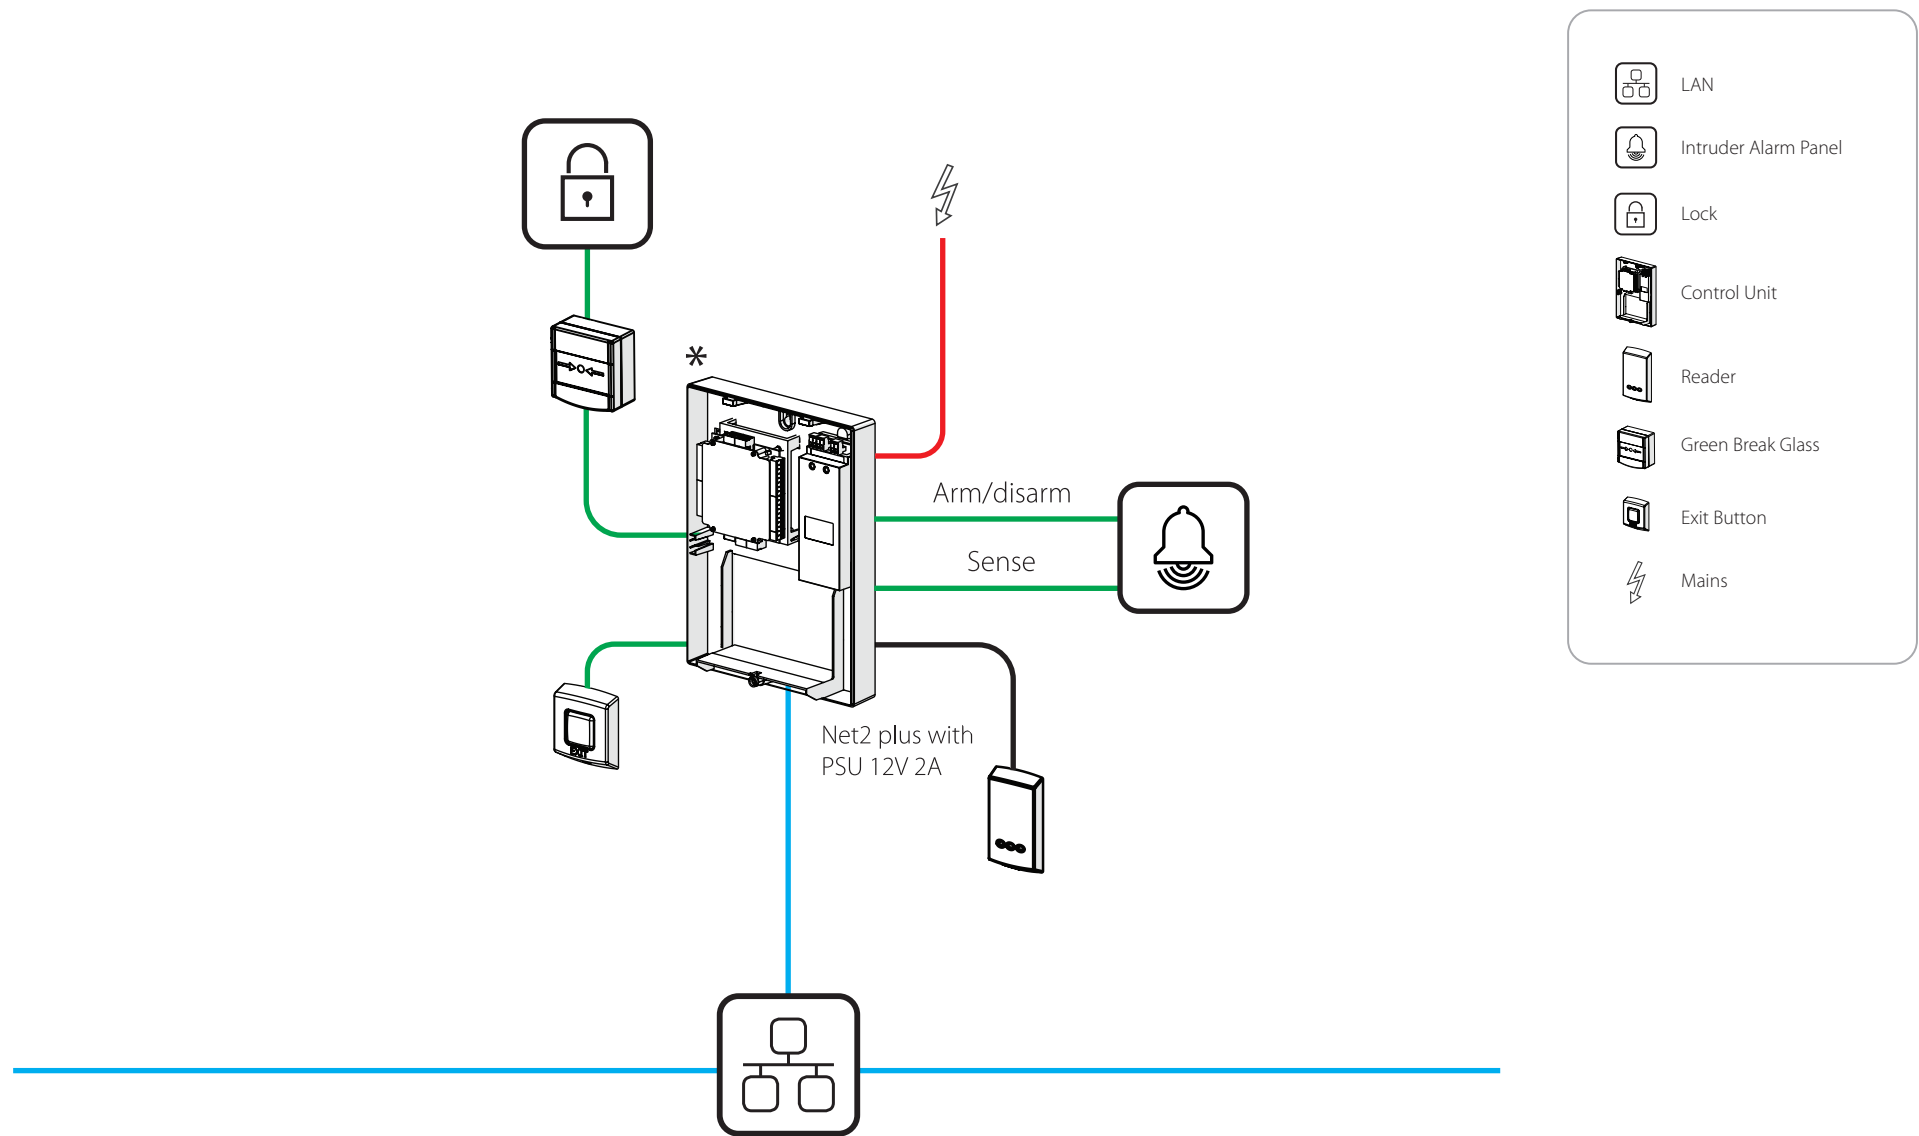 *
Arm/disarm
Sense
Net2 plus with
PSU 12V 2A
EXIT
LAN
Intruder Alarm Panel
Lock
Control Unit
Reader
Green Break Glass
Exit Button
Mains